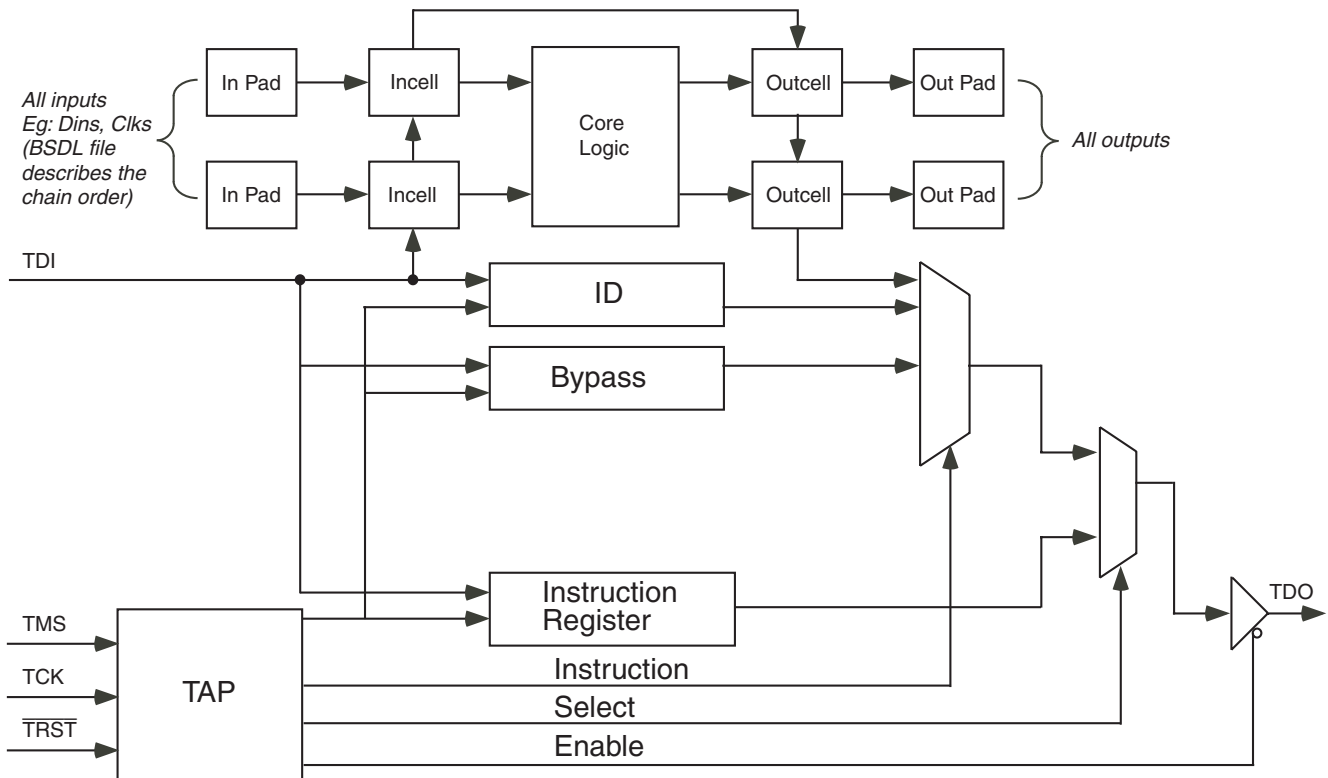 In Pad
Incell
Core
Logic
Outcell
Out Pad
All inputs
Eg: Dins, Clks
(BSDL file
describes the
chain order)
All outputs
In Pad
Incell
Outcell
Out Pad
TDI
ID
Bypass
Instruction
Register
TMS
TCK
TRST
TAP
Instruction
Select
Enable
TDO